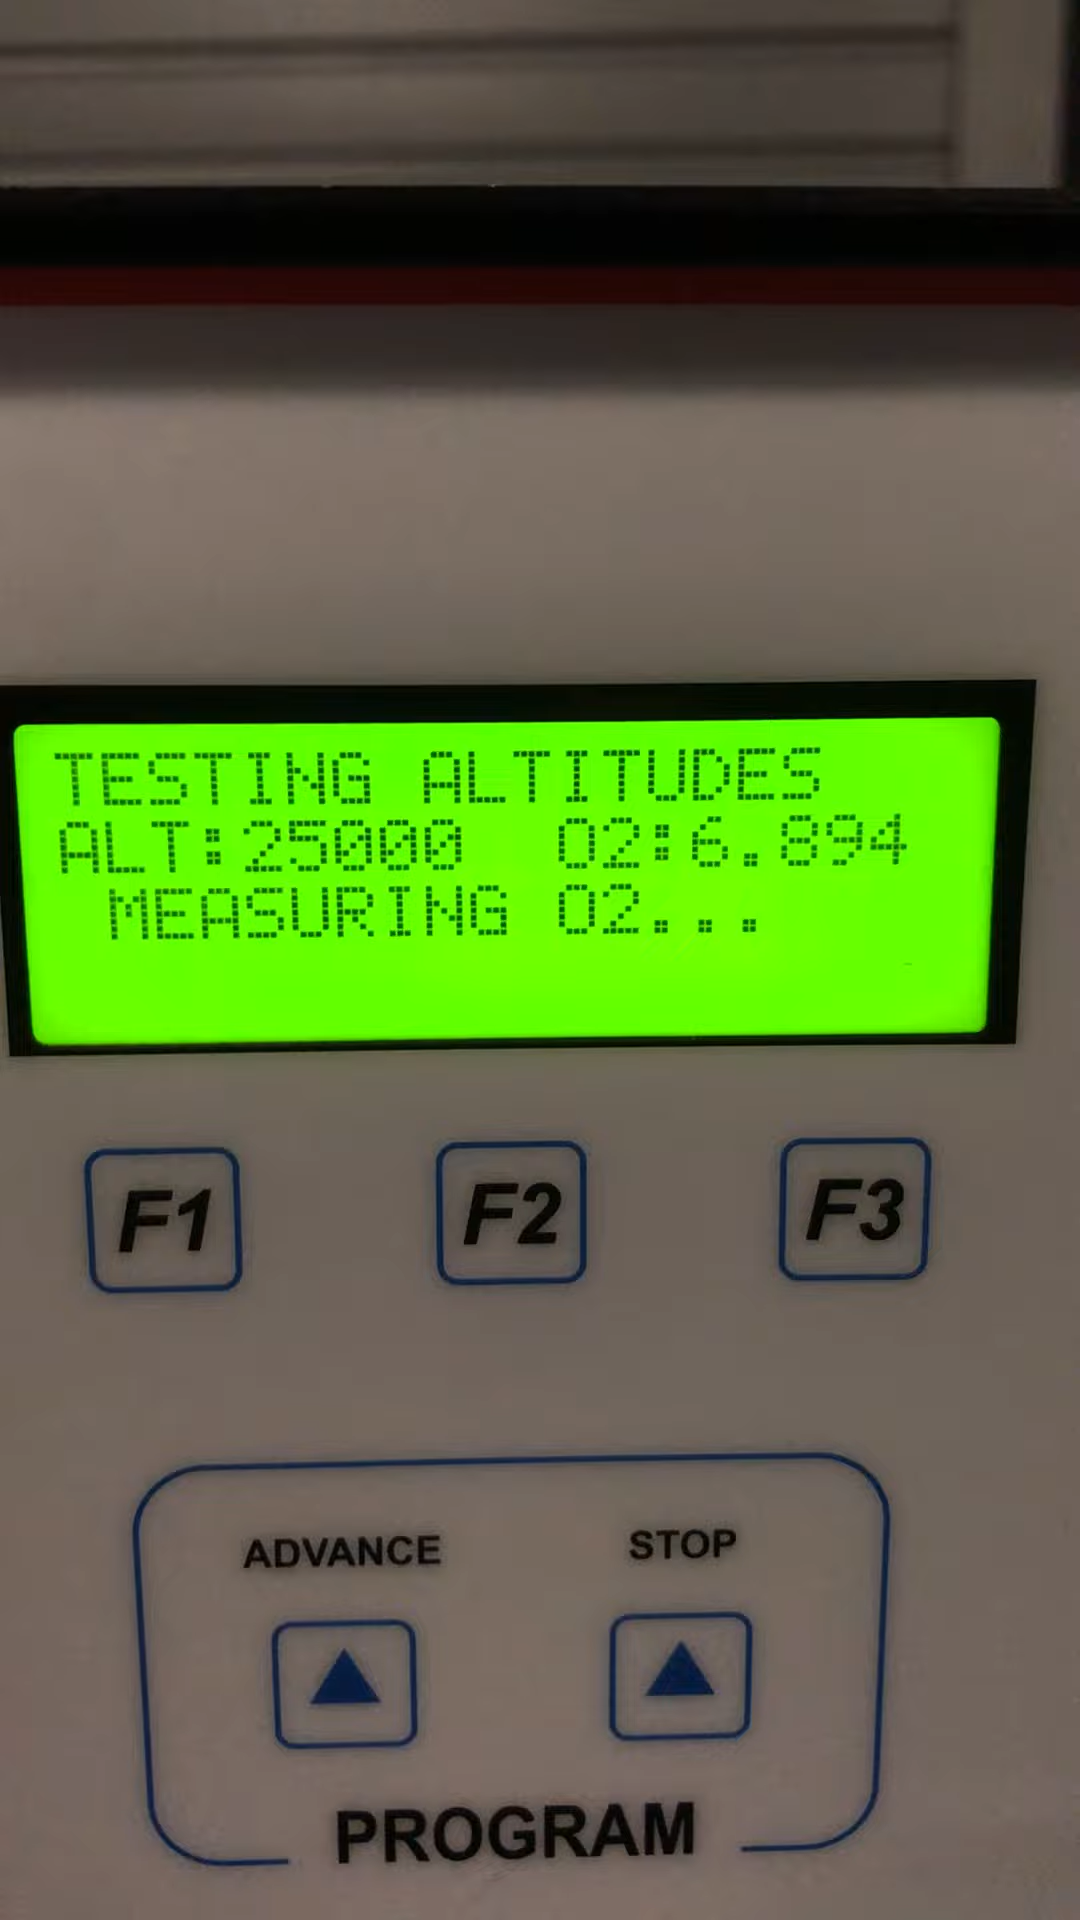 TESTING ALTITUDES
ALT:25000 O2:6.894
MEASURING O2...
F1 F2 F3
ADVANCE STOP
PROGRAM